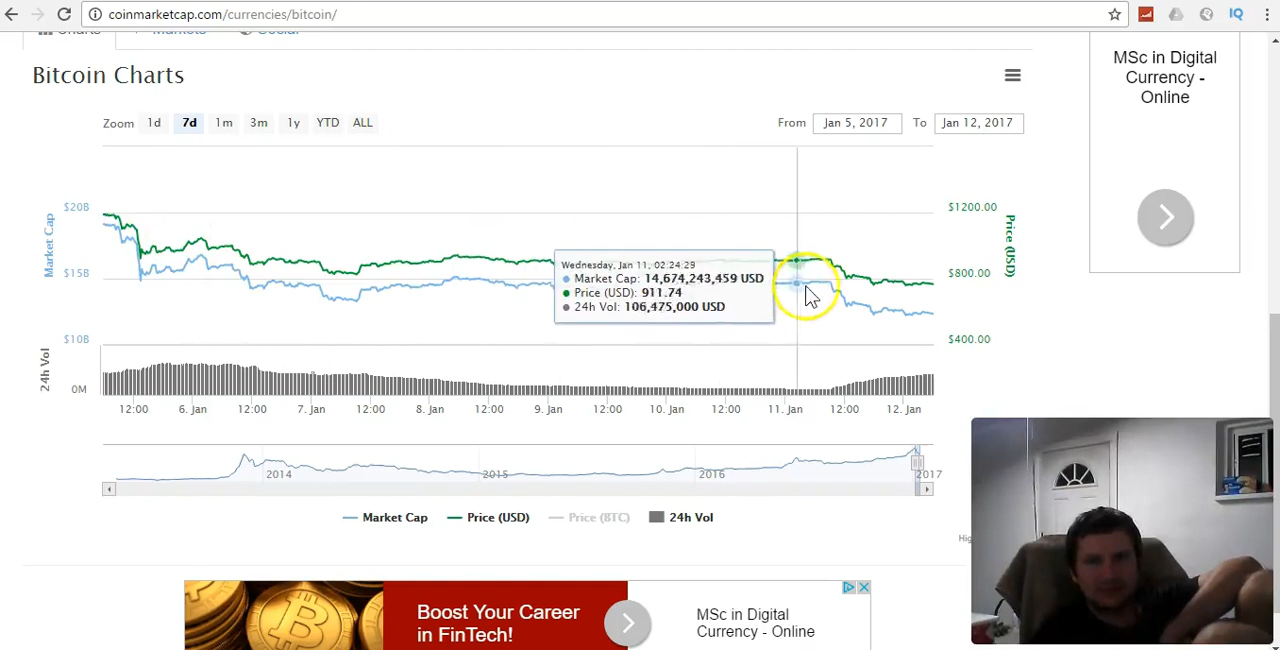 coinmarketcap.com/currencies/bitcoin/
IQ
Charts
Markets
Social
MSc in Digital
Currency -
Online
Bitcoin Charts
Zoom 1d 7d 1m 3m 1y YTD ALL
From Jan 5, 2017 To Jan 12, 2017
$20B
$15B
$10B
Market Cap
24h Vol
0M
$1200.00
$800.00
$400.00
Price (USD)
Wednesday, Jan 11, 02:24:29
Market Cap: 14,674,243,459 USD
Price (USD): 911.74
24h Vol: 106,475,000 USD
12:00 6. Jan 12:00 7. Jan 12:00 8. Jan 12:00 9. Jan 12:00 10. Jan 12:00 11. Jan 12:00 12. Jan
2014 2015 2016 2017
Market Cap Price (USD) Price (BTC) 24h Vol
Boost Your Career
in FinTech!
MSc in Digital
Currency - Online